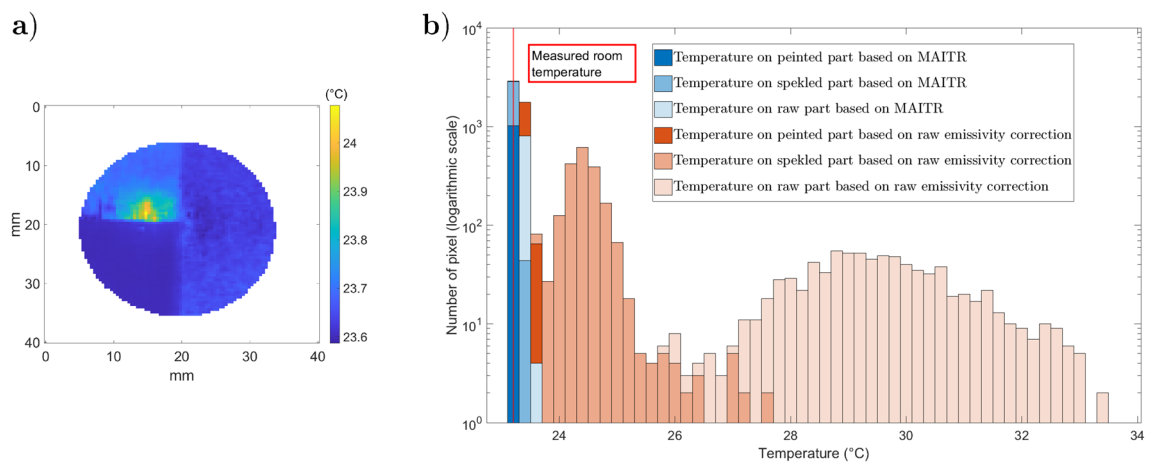 a)
(°C)
0
10
20
30
40
mm
0
10
20
30
40
mm
24
23.9
23.8
23.7
23.6
b)
10^4
10^3
10^2
10^1
10^0
Number of pixel (logarithmic scale)
Measured room
temperature
Temperature on peinted part based on MAITR
Temperature on spekled part based on MAITR
Temperature on raw part based on MAITR
Temperature on peinted part based on raw emissivity correction
Temperature on spekled part based on raw emissivity correction
Temperature on raw part based on raw emissivity correction
24
26
28
30
32
34
Temperature (°C)